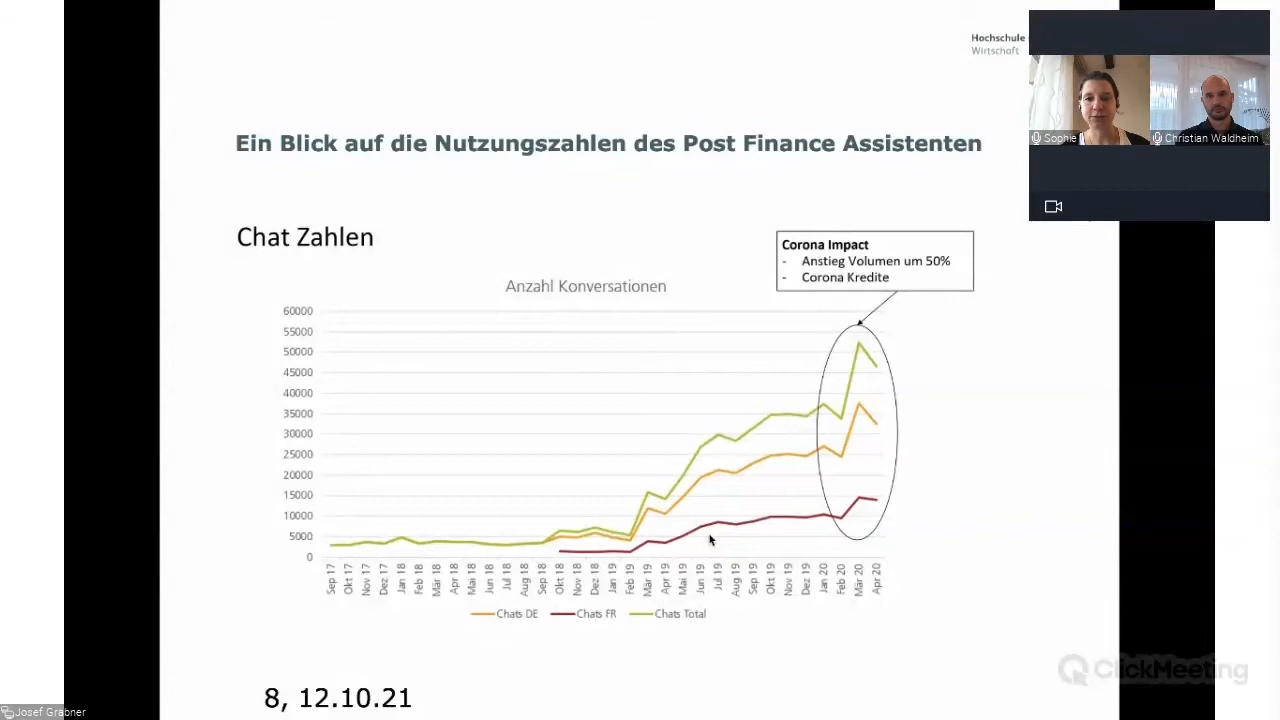 Hochschule
Wirtschaft
Sophie
Christian Waldheim
Ein Blick auf die Nutzungszahlen des Post Finance Assistenten
Chat Zahlen
Corona Impact
- Anstieg Volumen um 50%
- Corona Kredite
Anzahl Konversationen
60000
55000
50000
45000
40000
35000
30000
25000
20000
15000
10000
5000
0
Sep 17 Okt 17 Nov 17 Dez 17 Jan 18 Feb 18 Mär 18 Apr 18 Mai 18 Jun 18 Jul 18 Aug 18 Sep 18 Okt 18 Nov 18 Dez 18 Jan 19 Feb 19 Mär 19 Apr 19 Mai 19 Jun 19 Jul 19 Aug 19 Sep 19 Okt 19 Nov 19 Dez 19 Jan 20 Feb 20 Mär 20 Apr 20
Chats DE Chats FR Chats Total
ClickMeeting
8, 12.10.21
Josef Grabner